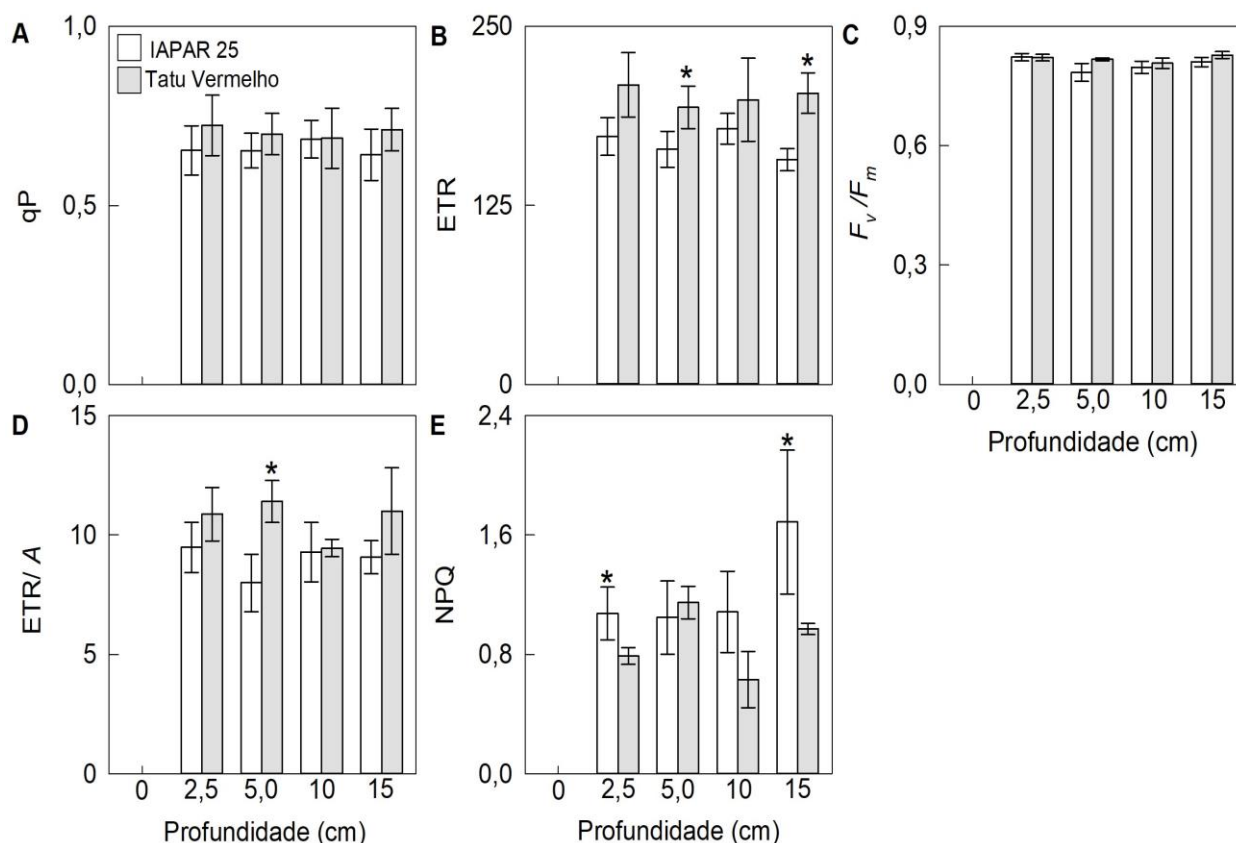 A
IAPAR 25
Tatu Vermelho
1,0
0,5
0,0
qP
B
250
125
0
ETR
* *
C
0,9
0,6
0,3
0,0
Fv /Fm
0 2,5 5,0 10 15
Profundidade (cm)
D
15
10
5
0
ETR/ A
*
0 2,5 5,0 10 15
Profundidade (cm)
E
2,4
1,6
0,8
0,0
NPQ
* *
0 2,5 5,0 10 15
Profundidade (cm)